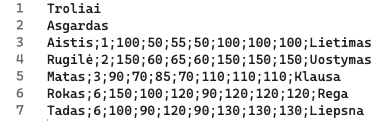 1 Troliai
2 Asgardas
3 Aistis;1;100;50;55;50;100;100;100;Lietimas
4 Rugilė;2;150;60;65;60;150;150;150;Uostymas
5 Matas;3;90;70;85;70;110;110;110;Klausa
6 Rokas;6;150;100;120;90;120;120;120;Rega
7 Tadas;6;100;90;120;90;130;130;130;Liepsna